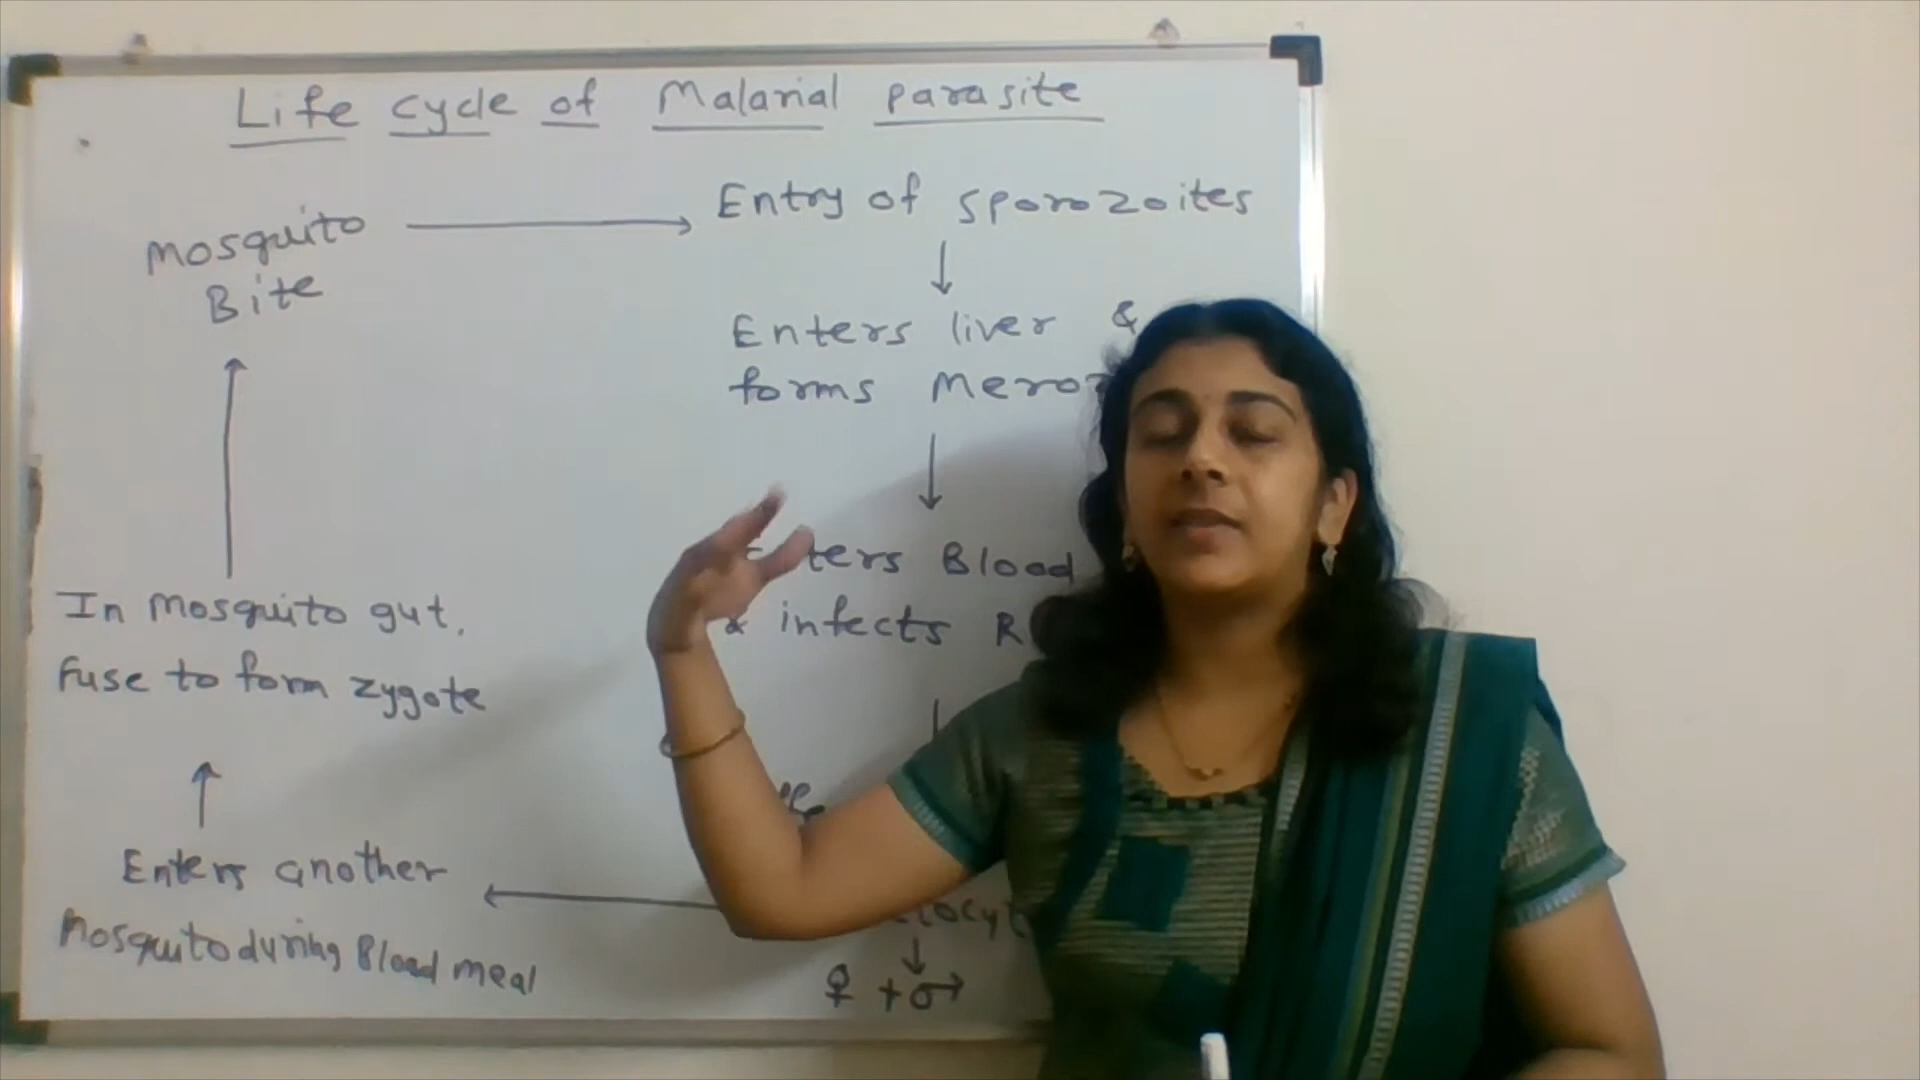 Life cycle of Malarial parasite
Mosquito
Bite
Entry of sporozoites
Enters liver &
forms
Blood
& infects
In Mosquito gut,
Fuse to form zygote
Enters another
Mosquito during Blood meal
♀ + ♂